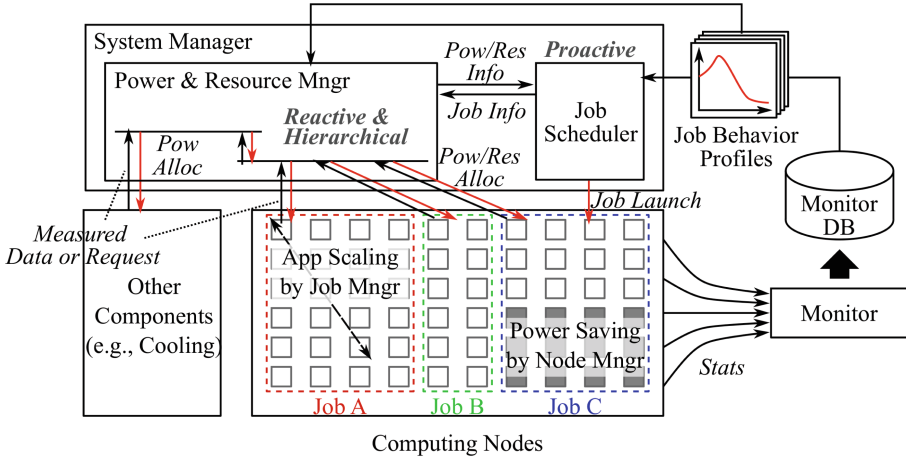 System Manager
Power & Resource Mngr
Pow/Res
Info
Job Info
Proactive
Job
Scheduler
Job Behavior
Profiles
Reactive &
Hierarchical
Pow
Alloc
Pow/Res
Alloc
Job Launch
Monitor
DB
Measured
Data or Request
Other
Components
(e.g., Cooling)
App Scaling
by Job Mngr
Power Saving
by Node Mngr
Monitor
Stats
Job A
Job B
Job C
Computing Nodes